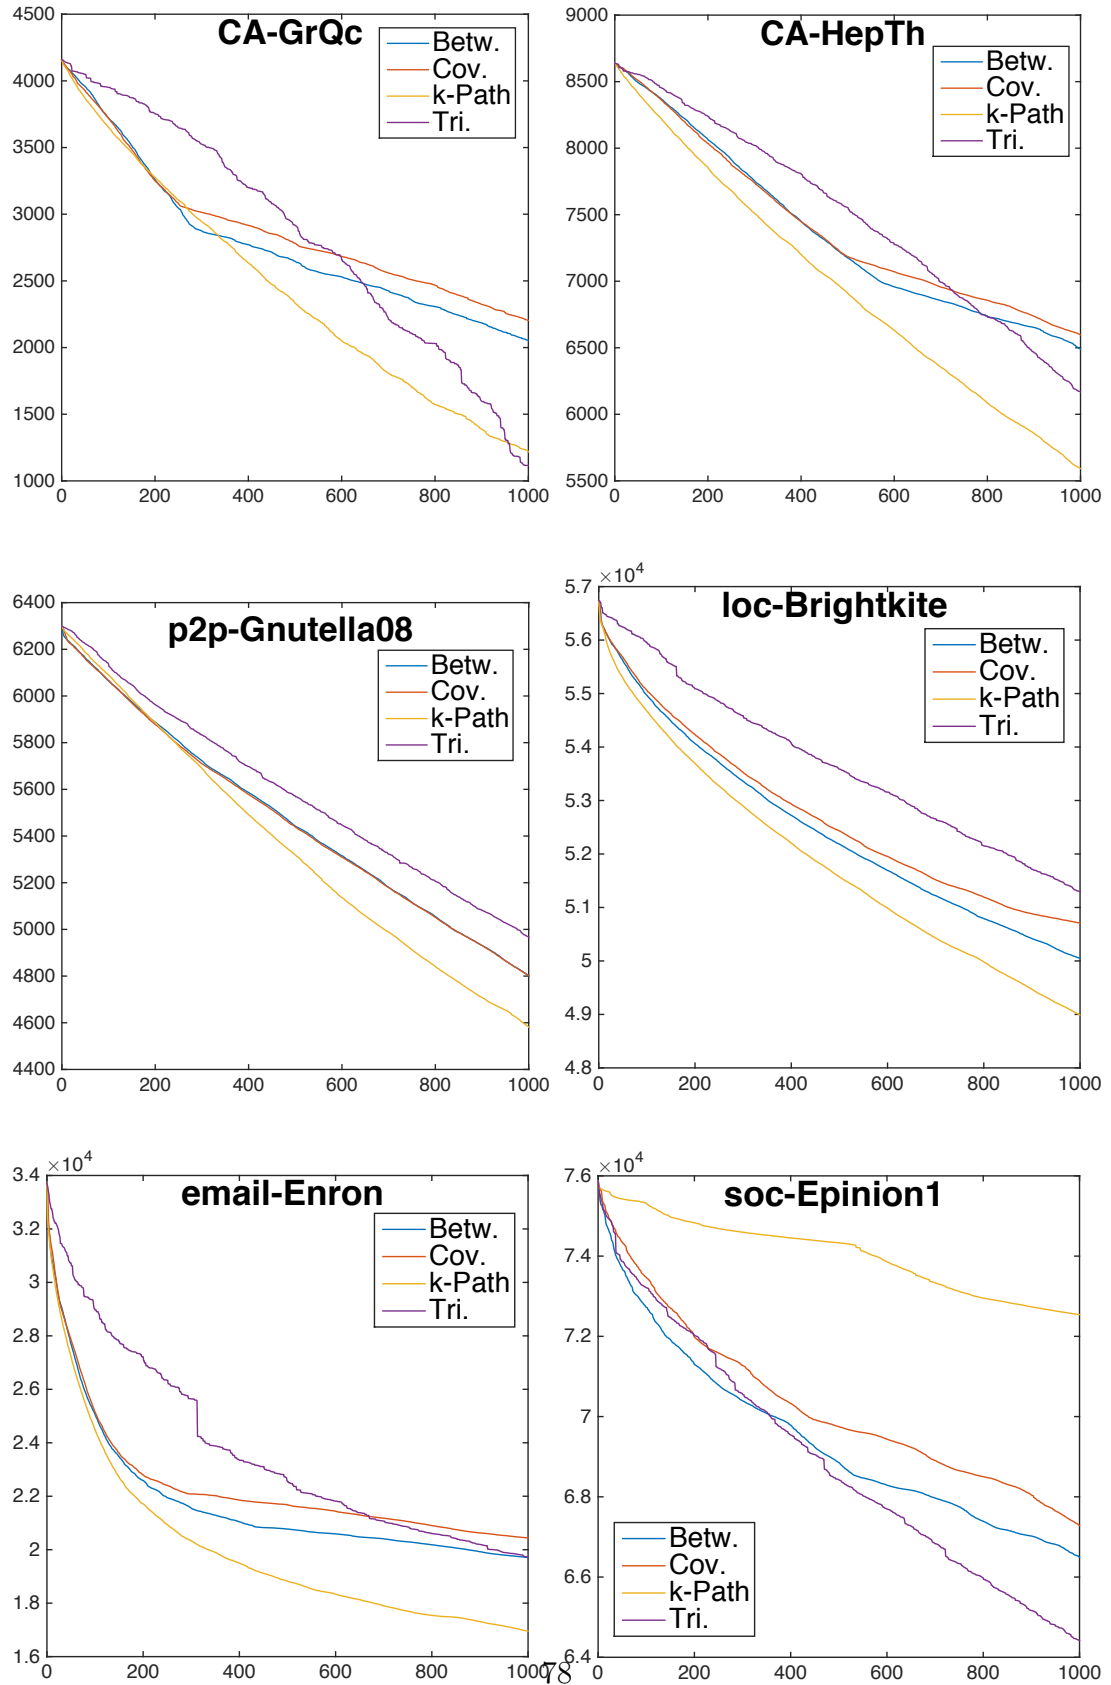 CA-GrQc
4500
4000
3500
3000
2500
2000
1500
1000
0 200 400 600 800 1000
Betw.
Cov.
k-Path
Tri.
CA-HepTh
9000
8500
8000
7500
7000
6500
6000
5500
0 200 400 600 800 1000
Betw.
Cov.
k-Path
Tri.
p2p-Gnutella08
6400
6200
6000
5800
5600
5400
5200
5000
4800
4600
4400
0 200 400 600 800 1000
Betw.
Cov.
k-Path
Tri.
×10⁴
loc-Brightkite
5.7
5.6
5.5
5.4
5.3
5.2
5.1
5
4.9
4.8
0 200 400 600 800 1000
Betw.
Cov.
k-Path
Tri.
×10⁴
email-Enron
3.4
3.2
3
2.8
2.6
2.4
2.2
2
1.8
1.6
0 200 400 600 800 1000
Betw.
Cov.
k-Path
Tri.
×10⁴
soc-Epinion1
7.6
7.4
7.2
7
6.8
6.6
6.4
0 200 400 600 800 1000
Betw.
Cov.
k-Path
Tri.
78